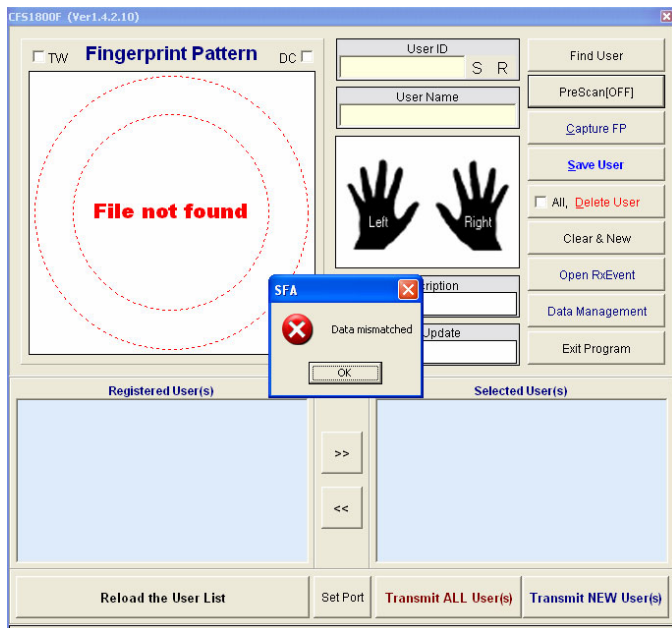 CFS1800F (Ver1.4.2.10)
TW Fingerprint Pattern DC
File not found
User ID
S R
User Name
Left Right
ription
Update
SFA
Data mismatched
OK
Find User
PreScan[OFF]
Capture FP
Save User
All, Delete User
Clear & New
Open RxEvent
Data Management
Exit Program
Registered User(s)
>>
<<
Selected User(s)
Reload the User List
Set Port
Transmit ALL User(s)
Transmit NEW User(s)